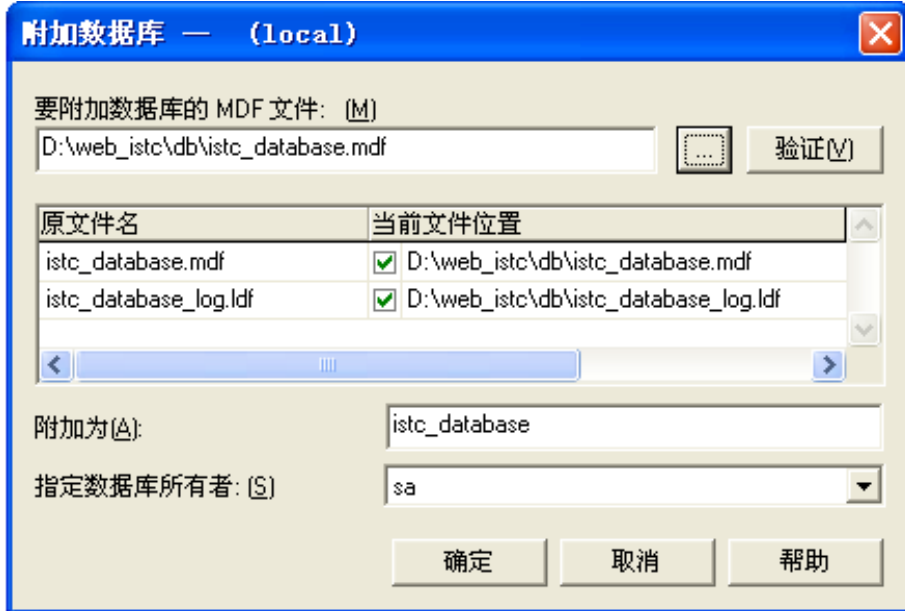 附加数据库 — (local)
要附加数据库的 MDF 文件: (M)
D:\web_istc\db\istc_database.mdf
...
验证(V)
原文件名 当前文件位置
istc_database.mdf D:\web_istc\db\istc_database.mdf
istc_database_log.ldf D:\web_istc\db\istc_database_log.ldf
附加为(A): istc_database
指定数据库所有者: (S) sa
确定 取消 帮助